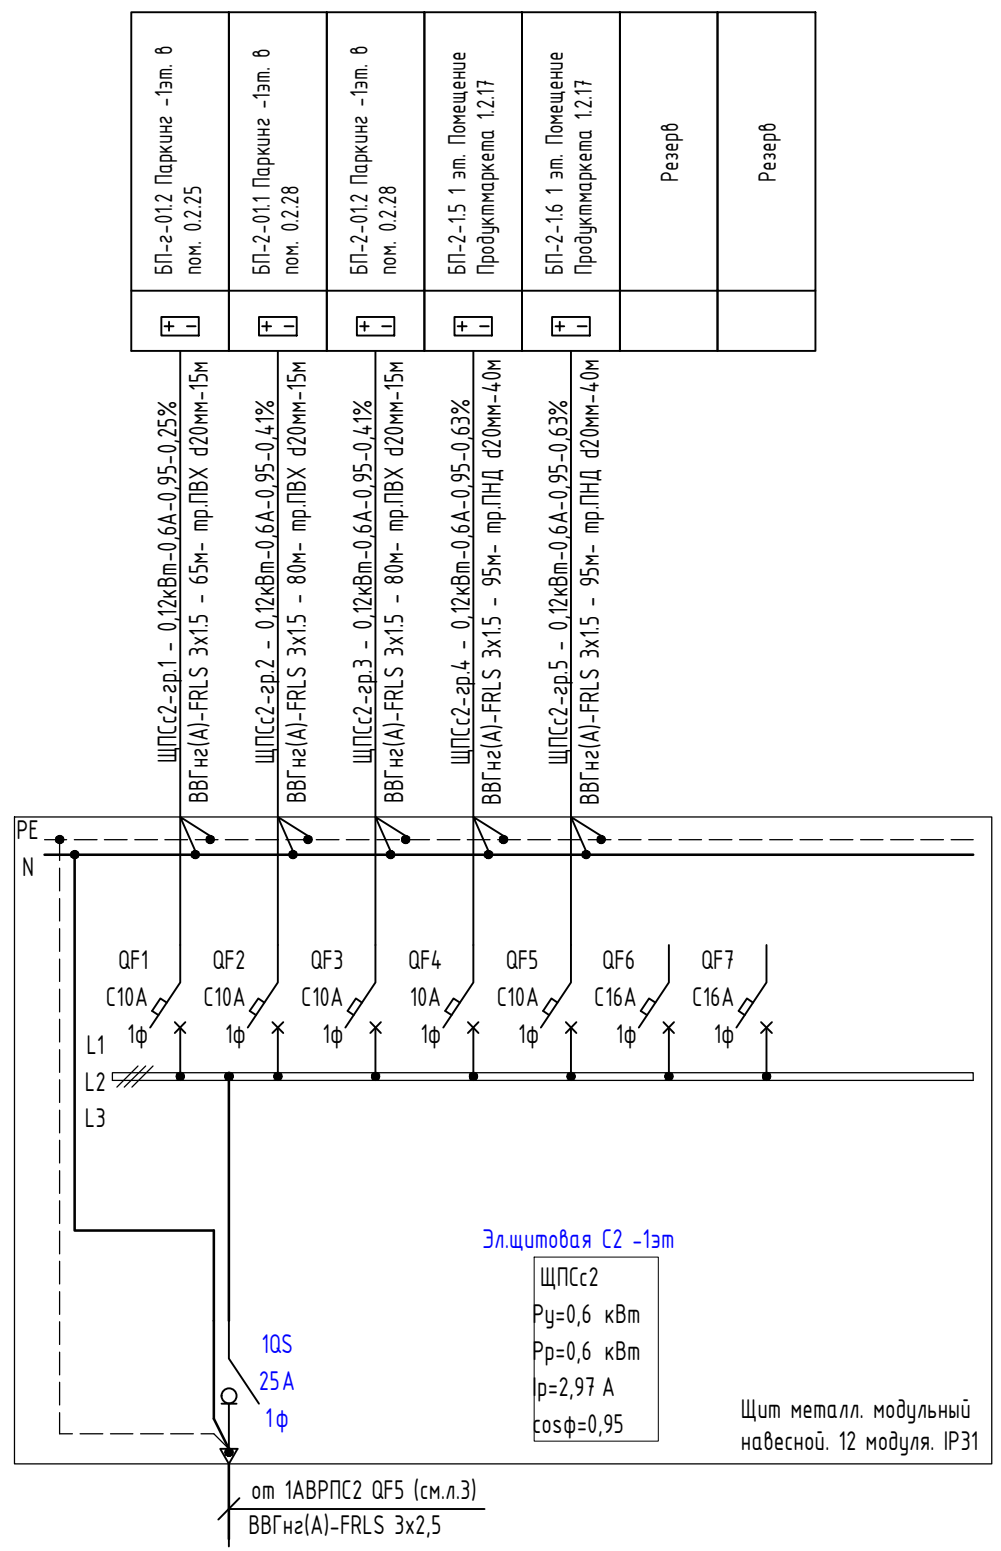 БП-г-01.2 Паркинг -1эт. в
пом. 0.2.25
БП-2-01.1 Паркинг -1эт. в
пом. 0.2.28
БП-2-01.2 Паркинг -1эт. в
пом. 0.2.28
БП-2-1.5 1 эт. Помещение
Продуктмаркета 1.2.17
БП-2-1.6 1 эт. Помещение
Продуктмаркета 1.2.17
Резерв
Резерв
+ -
+ -
+ -
+ -
+ -
ЩПСс2-гр.1 - 0,12кВт-0,6А-0,95-0,25%
ВВГнг(А)-FRLS 3х1.5 - 65м- тр.ПВХ d20мм-15м
ЩПСс2-гр.2 - 0,12кВт-0,6А-0,95-0,41%
ВВГнг(А)-FRLS 3х1.5 - 80м- тр.ПВХ d20мм-15м
ЩПСс2-гр.3 - 0,12кВт-0,6А-0,95-0,41%
ВВГнг(А)-FRLS 3х1.5 - 80м- тр.ПВХ d20мм-15м
ЩПСс2-гр.4 - 0,12кВт-0,6А-0,95-0,63%
ВВГнг(А)-FRLS 3х1.5 - 95м- тр.ПНД d20мм-40м
ЩПСс2-гр.5 - 0,12кВт-0,6А-0,95-0,63%
ВВГнг(А)-FRLS 3х1.5 - 95м- тр.ПНД d20мм-40м
PE
N
QF1
C10A
1ф
QF2
C10A
1ф
QF3
C10A
1ф
QF4
10A
1ф
QF5
C10A
1ф
QF6
C16A
1ф
QF7
C16A
1ф
L1
L2
L3
Эл.щитовая С2 -1эт
ЩПСс2
Ру=0,6 кВт
Рр=0,6 кВт
Iр=2,97 А
cosф=0,95
1QS
25A
1ф
Щит металл. модульный
навесной. 12 модуля. IP31
от 1АВРПС2 QF5 (см.л.3)
ВВГнг(А)-FRLS 3х2,5